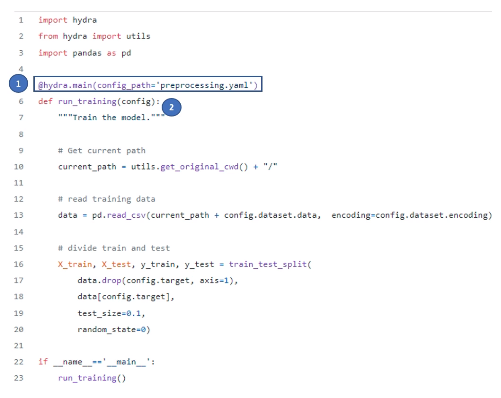 1 import hydra
2 from hydra import utils
3 import pandas as pd
4
1 @hydra.main(config_path='preprocessing.yaml')
6 def run_training(config): 2
7 """Train the model."""
8
9 # Get current path
10 current_path = utils.get_original_cwd() + "/"
11
12 # read training data
13 data = pd.read_csv(current_path + config.dataset.data, encoding=config.dataset.encoding)
14
15 # divide train and test
16 X_train, X_test, y_train, y_test = train_test_split(
17 data.drop(config.target, axis=1),
18 data[config.target],
19 test_size=0.1,
20 random_state=0)
21
22 if __name__=='__main__':
23 run_training()